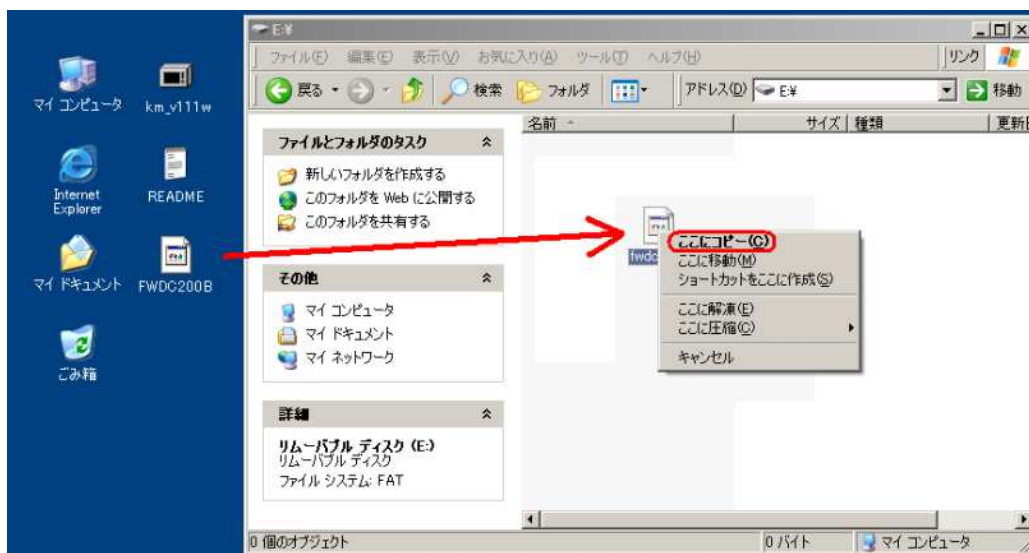 マイ コンピュータ
km_v111w
Internet Explorer
README
マイ ドキュメント
FWDC200B
ごみ箱
E:¥
ファイル(F) 編集(E) 表示(V) お気に入り(A) ツール(T) ヘルプ(H)
リンク
戻る
検索
フォルダ
アドレス(D)
E:¥
移動
名前
サイズ
種類
ファイルとフォルダのタスク
新しいフォルダを作成する
このフォルダを Web に公開する
このフォルダを共有する
その他
マイ コンピュータ
マイ ドキュメント
マイ ネットワーク
詳細
リムーバブル ディスク (E:)
リムーバブル ディスク
ファイル システム: FAT
ここにコピー(C)
ここに移動(M)
ショートカットをここに作成(S)
ここに解凍(E)
ここに圧縮(C)
キャンセル
0 個のオブジェクト
0 バイト
マイ コンピュータ